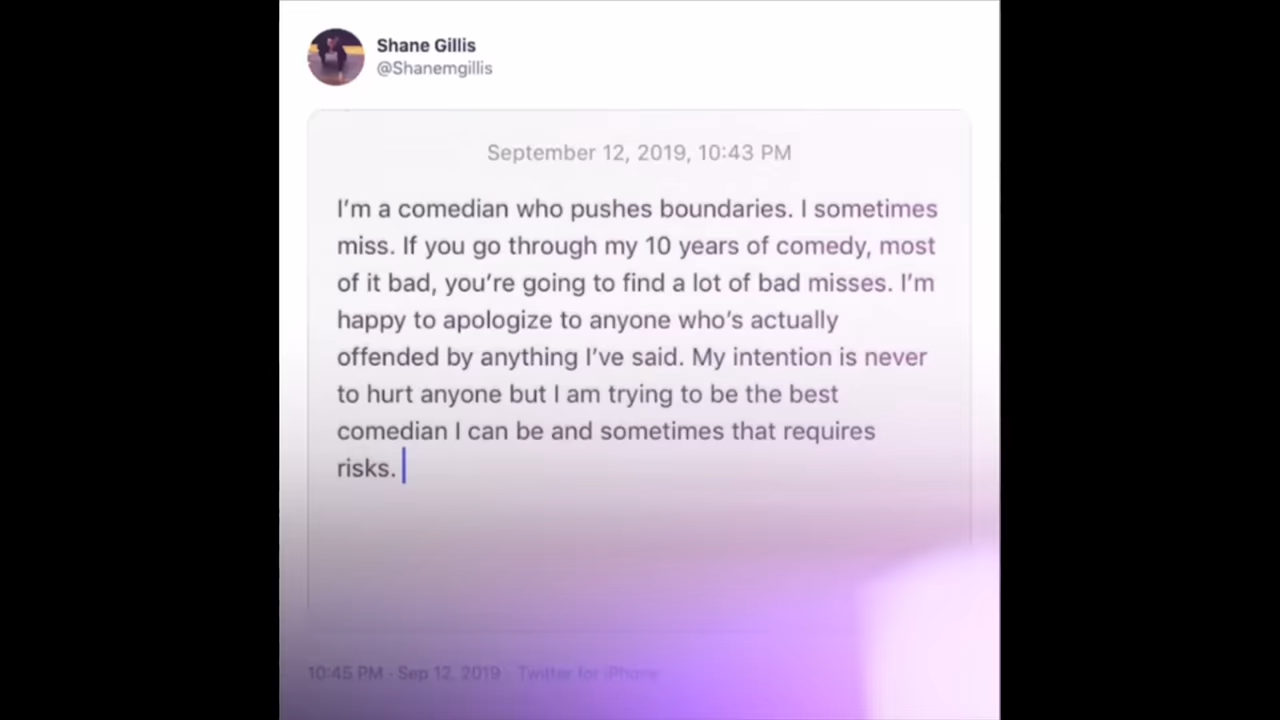 Shane Gillis
@Shanemgillis
September 12, 2019, 10:43 PM
I’m a comedian who pushes boundaries. I sometimes
miss. If you go through my 10 years of comedy, most
of it bad, you’re going to find a lot of bad misses. I’m
happy to apologize to anyone who’s actually
offended by anything I’ve said. My intention is never
to hurt anyone but I am trying to be the best
comedian I can be and sometimes that requires
risks.
10:45 PM · Sep 12, 2019 · Twitter for iPhone